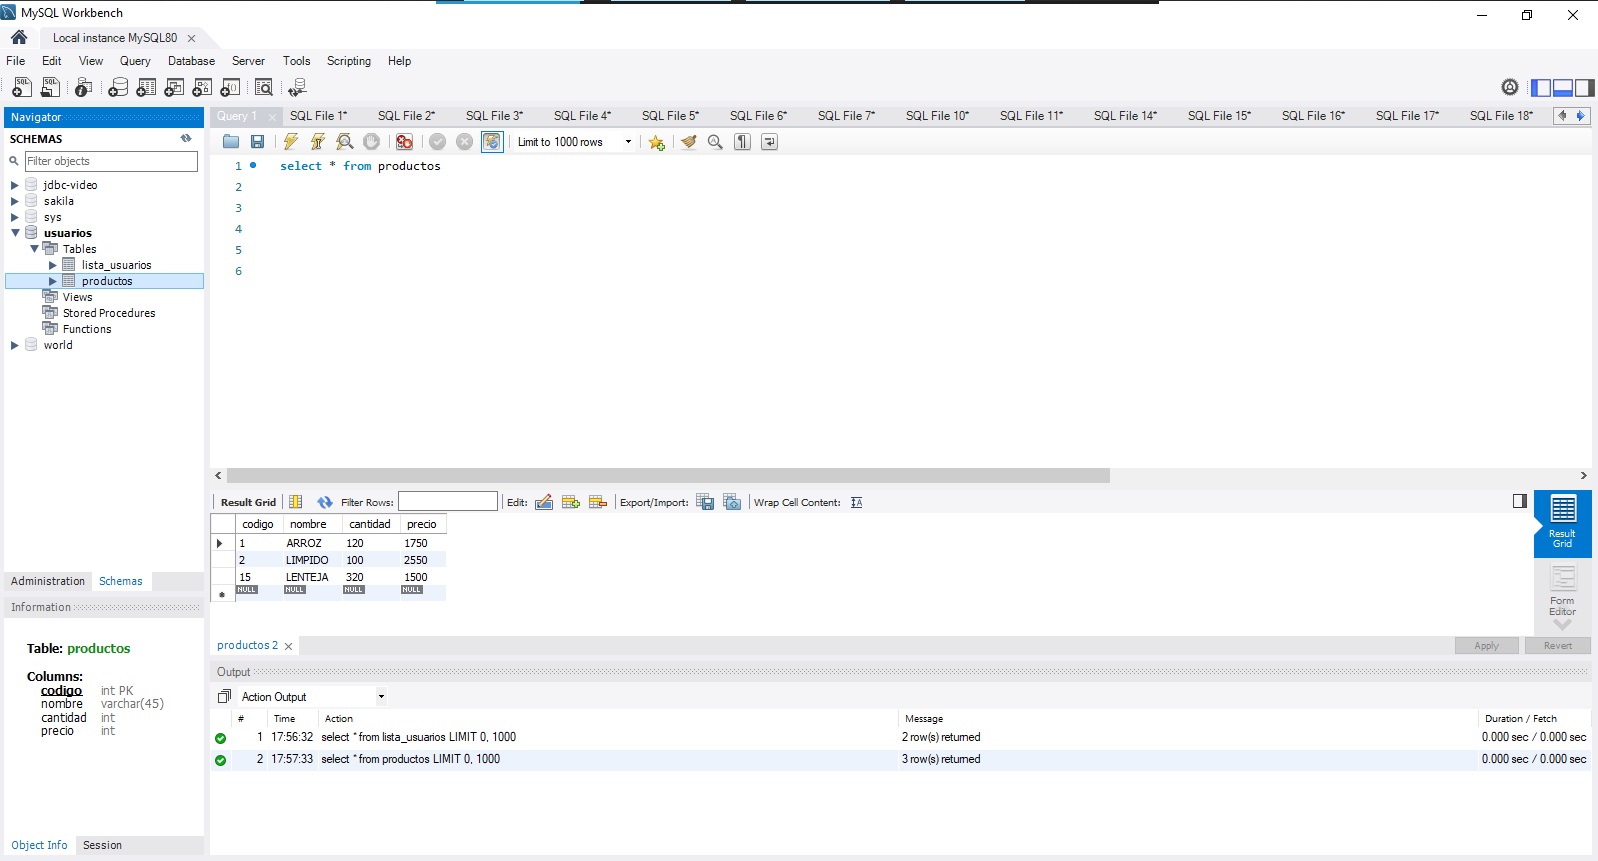 MySQL Workbench
Local instance MySQL80
File Edit View Query Database Server Tools Scripting Help
Navigator
Query 1 SQL File 1* SQL File 2* SQL File 3* SQL File 4* SQL File 5* SQL File 6* SQL File 7* SQL File 10* SQL File 11* SQL File 14* SQL File 15* SQL File 16* SQL File 17* SQL File 18*
SCHEMAS
Limit to 1000 rows
Filter objects
jdbc-video
sakila
sys
usuarios
Tables
lista_usuarios
productos
Views
Stored Procedures
Functions
world
1 select * from productos
2
3
4
5
6
Result Grid Filter Rows: Edit: Export/Import: Wrap Cell Content:
codigo nombre cantidad precio
1 ARROZ 120 1750
2 LIMPIDO 100 2550
15 LENTEJA 320 1500
NULL NULL NULL NULL
Result
Grid
Form
Editor
Administration Schemas
Information
productos 2
Apply Revert
Table: productos
Columns:
codigo int PK
nombre varchar(45)
cantidad int
precio int
Output
Action Output
# Time Action Message Duration / Fetch
1 17:56:32 select * from lista_usuarios LIMIT 0, 1000 2 row(s) returned 0.000 sec / 0.000 sec
2 17:57:33 select * from productos LIMIT 0, 1000 3 row(s) returned 0.000 sec / 0.000 sec
Object Info Session